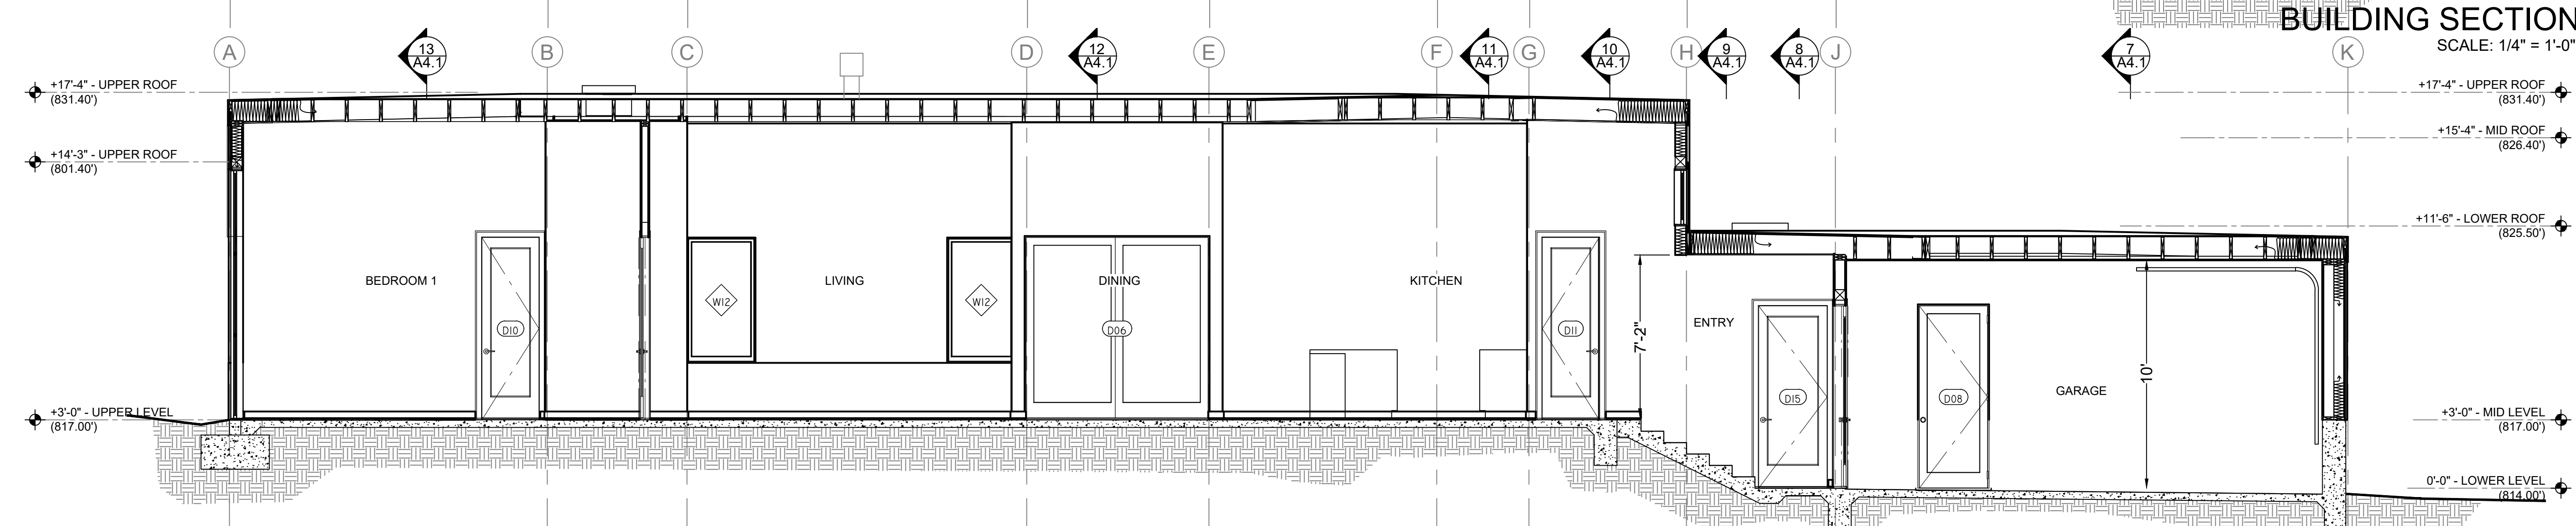 BUILDING SECTION
SCALE: 1/4" = 1'-0"
A
B
C
D
E
F
G
H
J
K
13
A4.1
12
A4.1
11
A4.1
10
A4.1
9
A4.1
8
A4.1
7
A4.1
+17'-4" - UPPER ROOF
(831.40')
+14'-3" - UPPER ROOF
(801.40')
+3'-0" - UPPER LEVEL
(817.00')
+17'-4" - UPPER ROOF
(831.40')
+15'-4" - MID ROOF
(826.40')
+11'-6" - LOWER ROOF
(825.50')
+3'-0" - MID LEVEL
(817.00')
0'-0" - LOWER LEVEL
(814.00')
BEDROOM 1
D10
LIVING
W12
W12
DINING
D06
KITCHEN
D11
7'-2"
ENTRY
D15
D08
GARAGE
10'